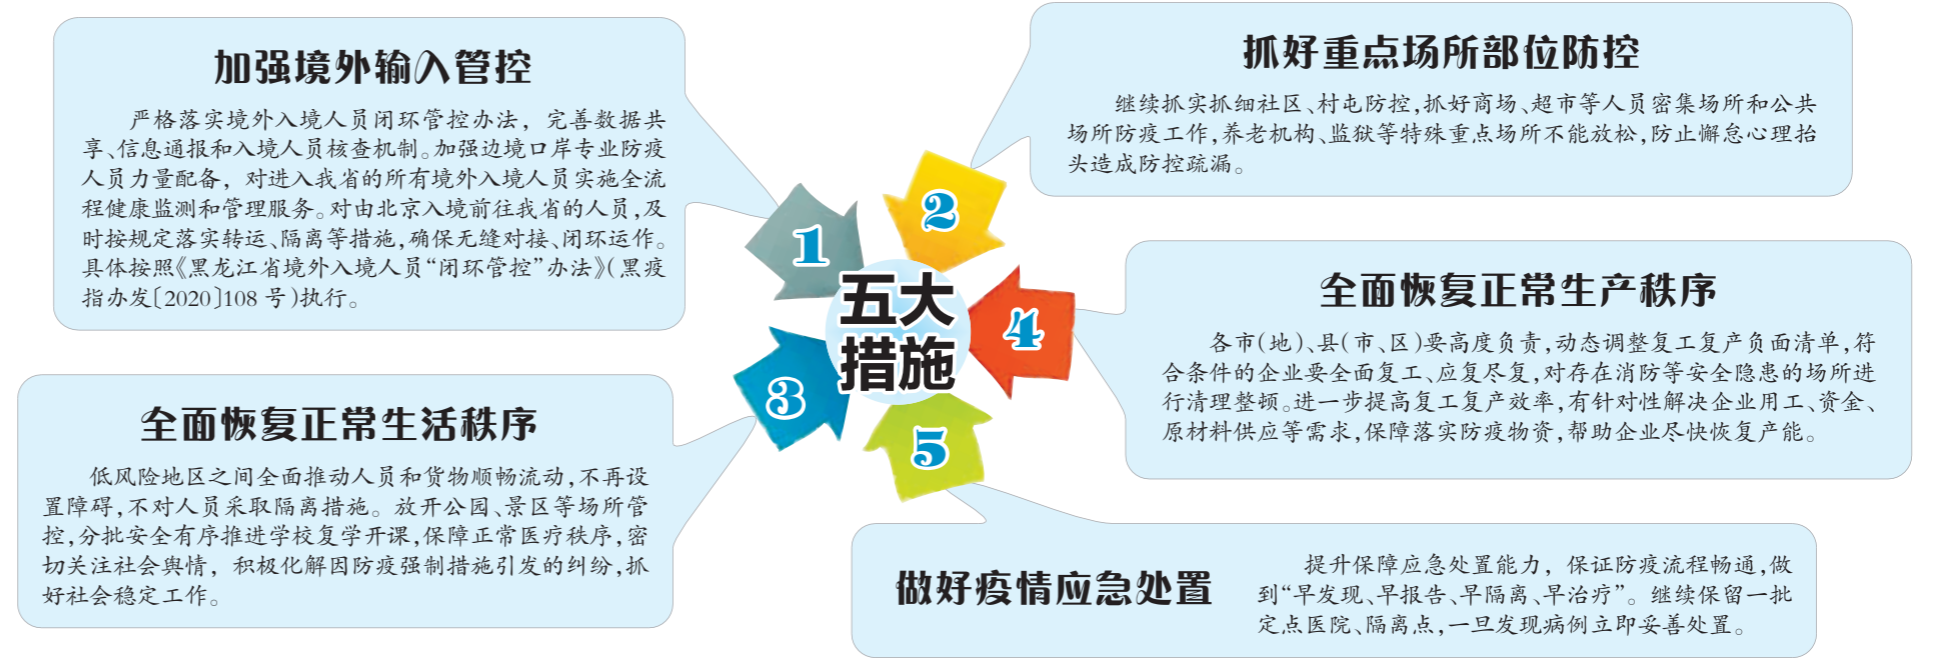 加强境外输入管控
严格落实境外入境人员闭环管控办法，完善数据共
享、信息通报和入境人员核查机制。加强边境口岸专业防疫
人员力量配备，对进入我省的所有境外入境人员实施全流
程健康监测和管理服务。对由北京入境前往我省的人员，及
时按规定落实转运、隔离等措施，确保无缝对接、闭环运作。
具体按照《黑龙江省境外入境人员“闭环管控”办法》（黑疫
指办发〔2020〕108 号）执行。
抓好重点场所部位防控
继续抓实抓细社区、村屯防控，抓好商场、超市等人员密集场所和公共
场所防疫工作，养老机构、监狱等特殊重点场所不能放松，防止懈怠心理抬
头造成防控疏漏。
全面恢复正常生活秩序
低风险地区之间全面推动人员和货物顺畅流动，不再设
置障碍，不对人员采取隔离措施。放开公园、景区等场所管
控，分批安全有序推进学校复学开课，保障正常医疗秩序，密
切关注社会舆情，积极化解因防疫强制措施引发的纠纷，抓
好社会稳定工作。
全面恢复正常生产秩序
各市（地）、县（市、区）要高度负责，动态调整复工复产负面清单，符
合条件的企业要全面复工、应复尽复，对存在消防等安全隐患的场所进
行清理整顿。进一步提高复工复产效率，有针对性解决企业用工、资金、
原材料供应等需求，保障落实防疫物资，帮助企业尽快恢复产能。
做好疫情应急处置
提升保障应急处置能力，保证防疫流程畅通，做
到“早发现、早报告、早隔离、早治疗”。继续保留一批
定点医院、隔离点，一旦发现病例立即妥善处置。
1
2
3
4
5
五大
措施